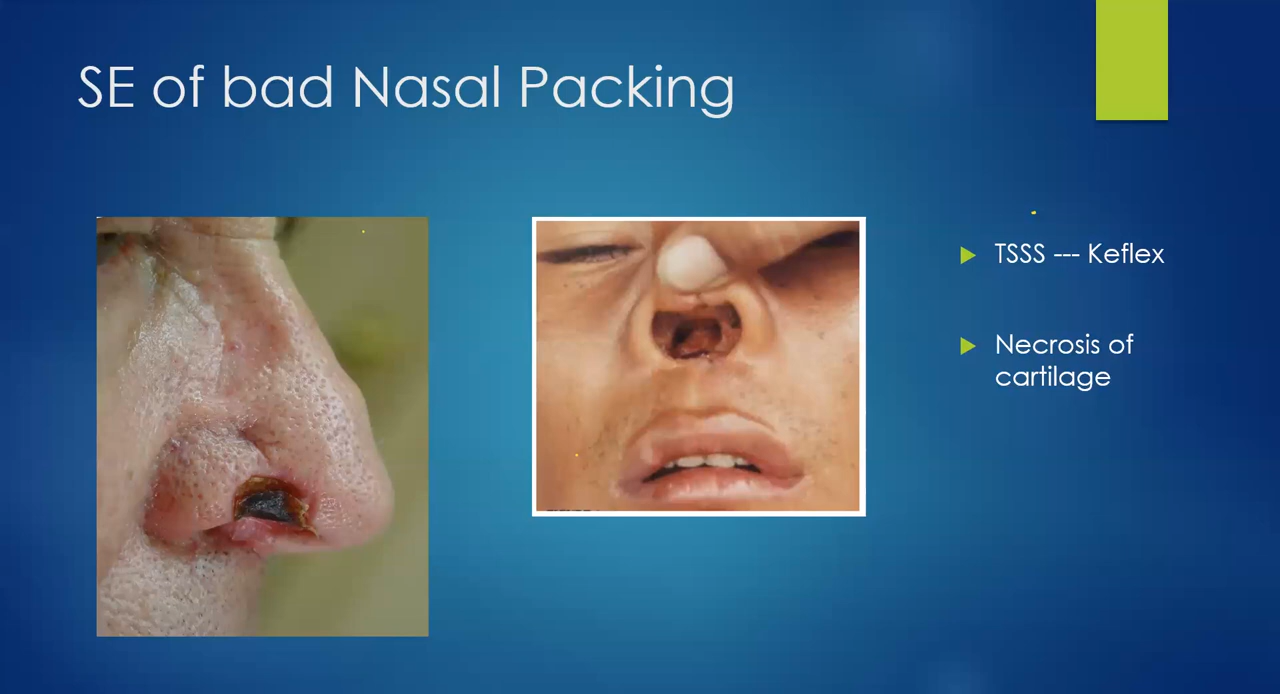 SE of bad Nasal Packing
TSSS --- Keflex
Necrosis of
cartilage